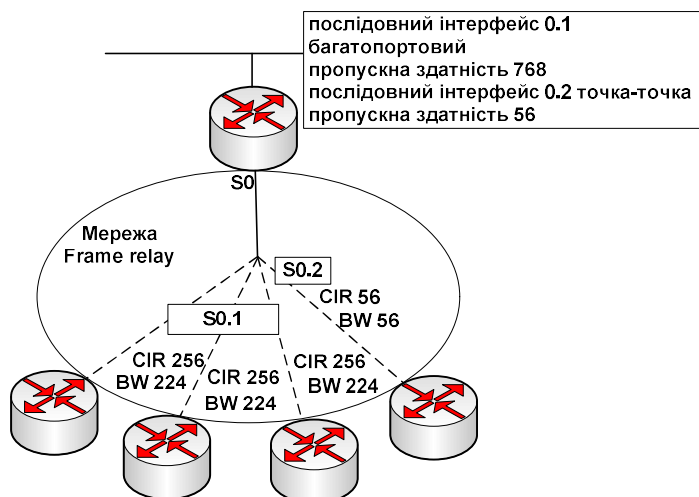 послідовний інтерфейс 0.1
багатопортовий
пропускна здатність 768
послідовний інтерфейс 0.2 точка-точка
пропускна здатність 56
S0
Мережа
Frame relay
S0.2
CIR 56
BW 56
S0.1
CIR 256
BW 224
CIR 256
BW 224
CIR 256
BW 224